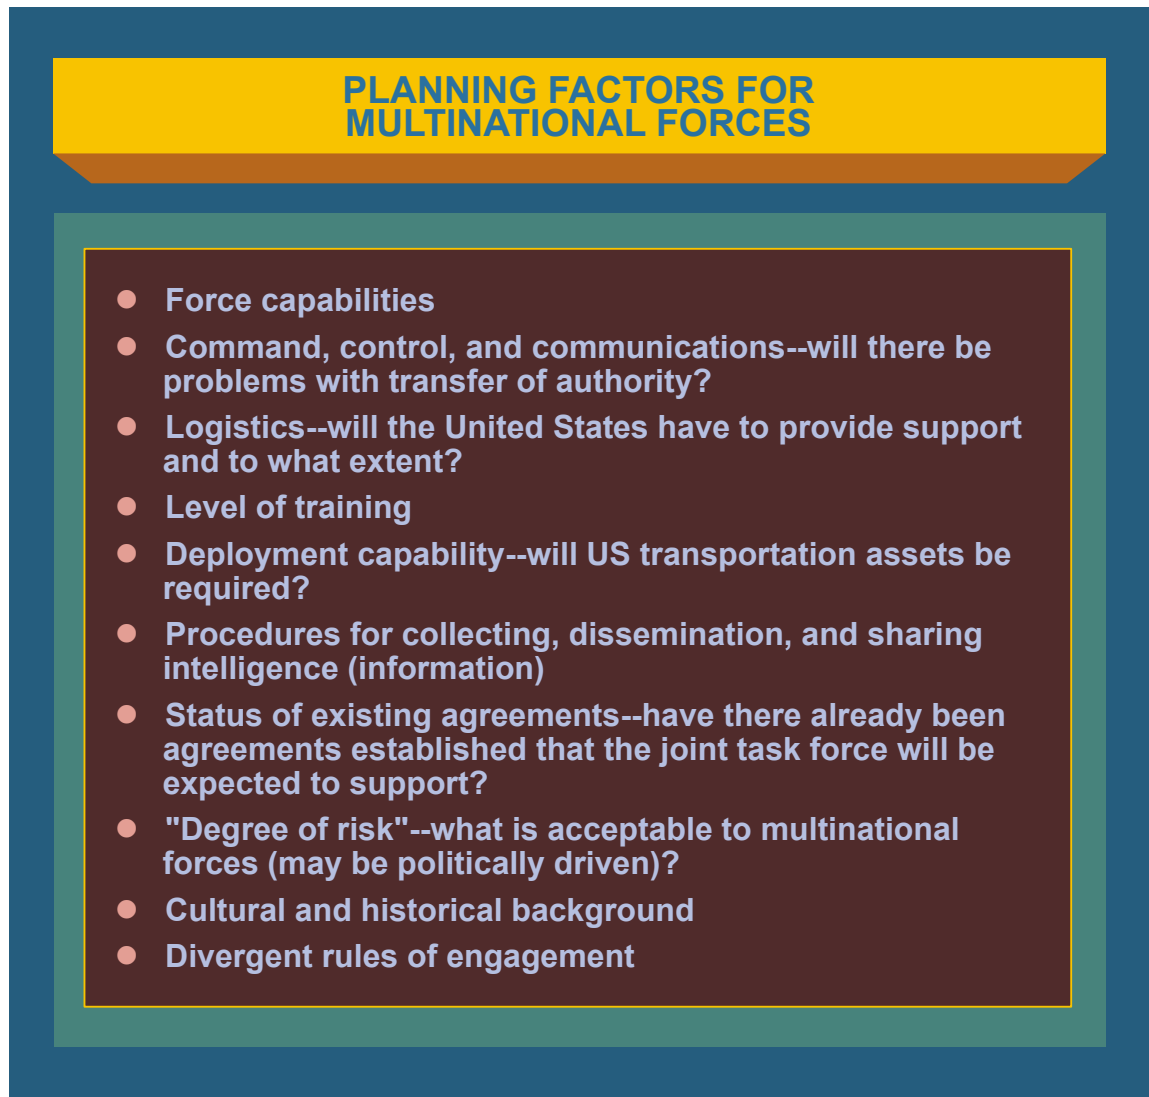 PLANNING FACTORS FOR
MULTINATIONAL FORCES
● Force capabilities
● Command, control, and communications--will there be
problems with transfer of authority?
● Logistics--will the United States have to provide support
and to what extent?
● Level of training
● Deployment capability--will US transportation assets be
required?
● Procedures for collecting, dissemination, and sharing
intelligence (information)
● Status of existing agreements--have there already been
agreements established that the joint task force will be
expected to support?
● "Degree of risk"--what is acceptable to multinational
forces (may be politically driven)?
● Cultural and historical background
● Divergent rules of engagement